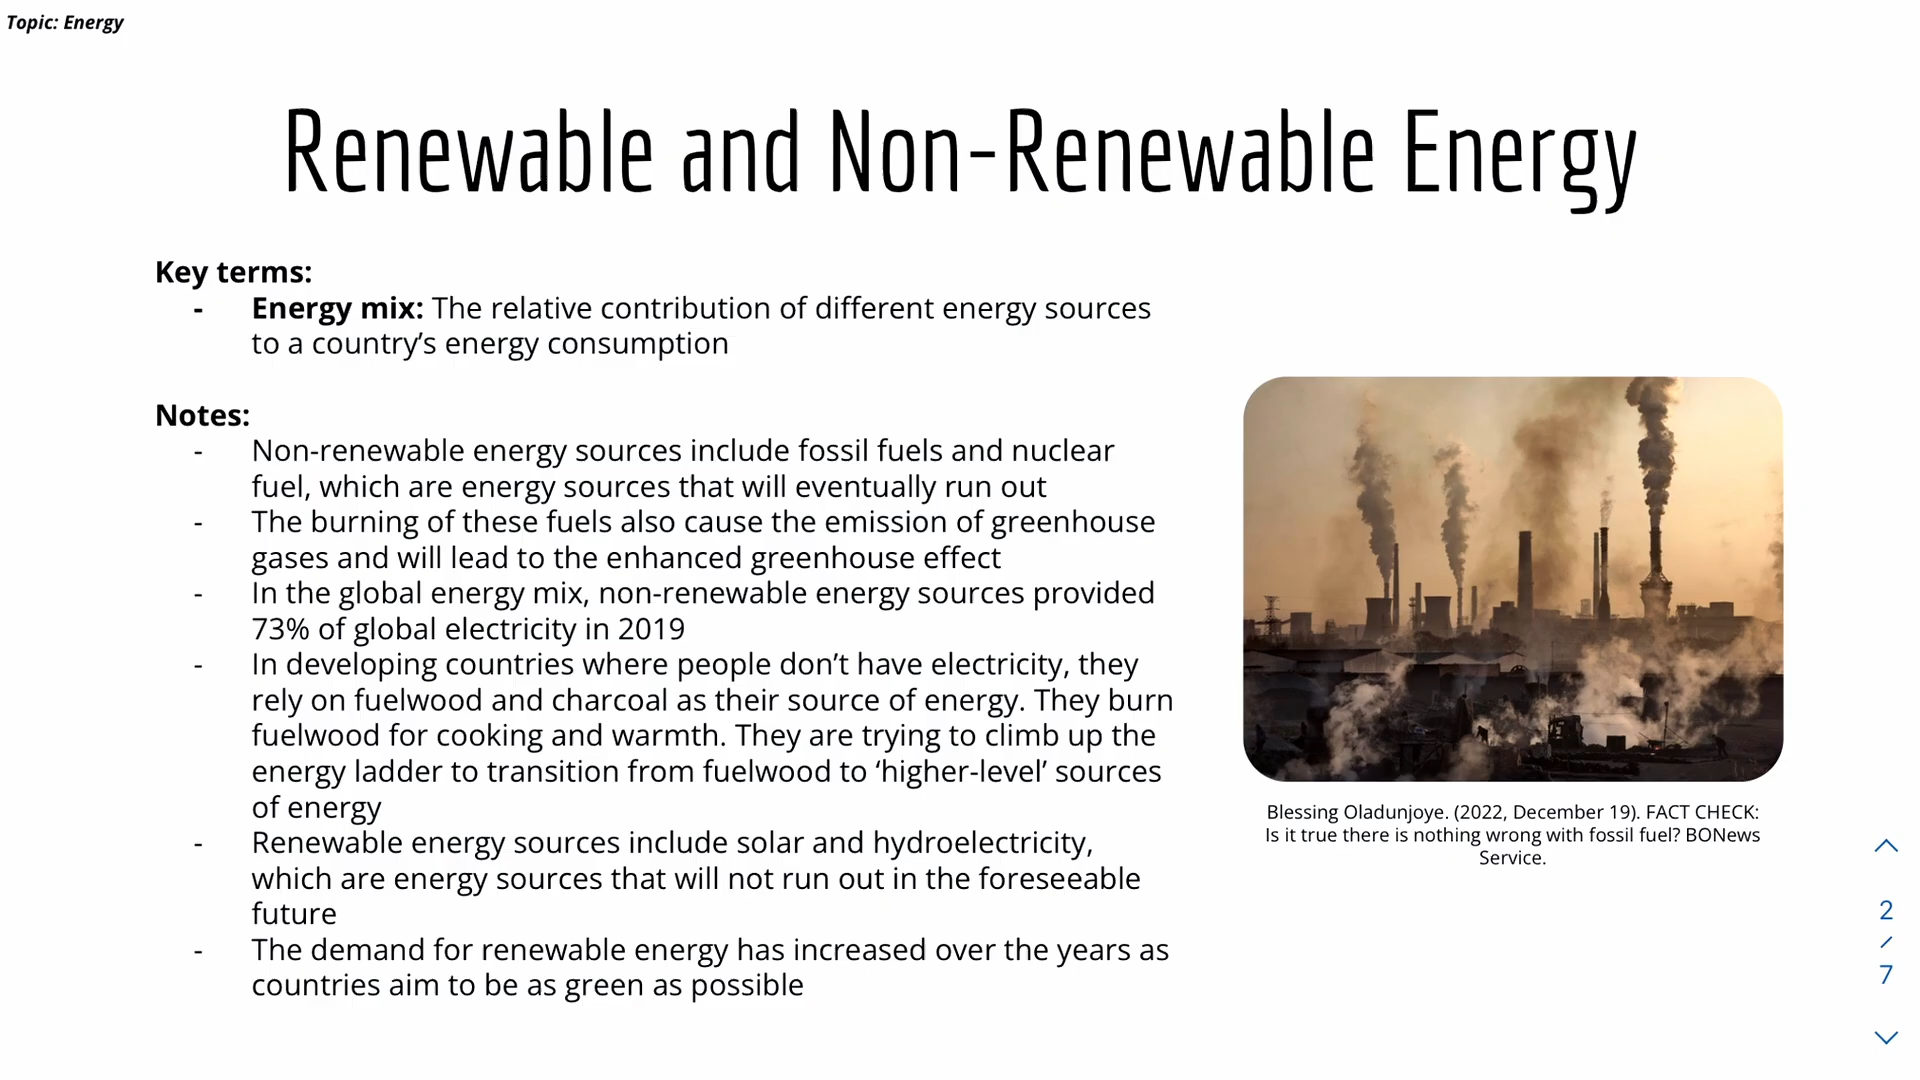 Topic: Energy
Renewable and Non-Renewable Energy
Key terms:
- Energy mix: The relative contribution of different energy sources
to a country’s energy consumption
Notes:
- Non-renewable energy sources include fossil fuels and nuclear
fuel, which are energy sources that will eventually run out
- The burning of these fuels also cause the emission of greenhouse
gases and will lead to the enhanced greenhouse effect
- In the global energy mix, non-renewable energy sources provided
73% of global electricity in 2019
- In developing countries where people don’t have electricity, they
rely on fuelwood and charcoal as their source of energy. They burn
fuelwood for cooking and warmth. They are trying to climb up the
energy ladder to transition from fuelwood to ‘higher-level’ sources
of energy
- Renewable energy sources include solar and hydroelectricity,
which are energy sources that will not run out in the foreseeable
future
- The demand for renewable energy has increased over the years as
countries aim to be as green as possible
Blessing Oladunjoye. (2022, December 19). FACT CHECK:
Is it true there is nothing wrong with fossil fuel? BONews
Service.
2
/
7